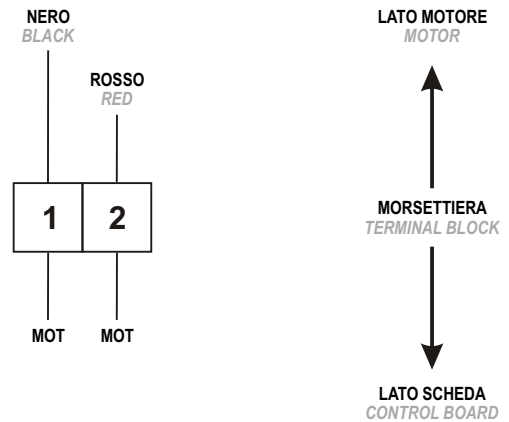 NERO
BLACK
ROSSO
RED
1 2
MOT MOT
LATO MOTORE
MOTOR
MORSETTIERA
TERMINAL BLOCK
LATO SCHEDA
CONTROL BOARD